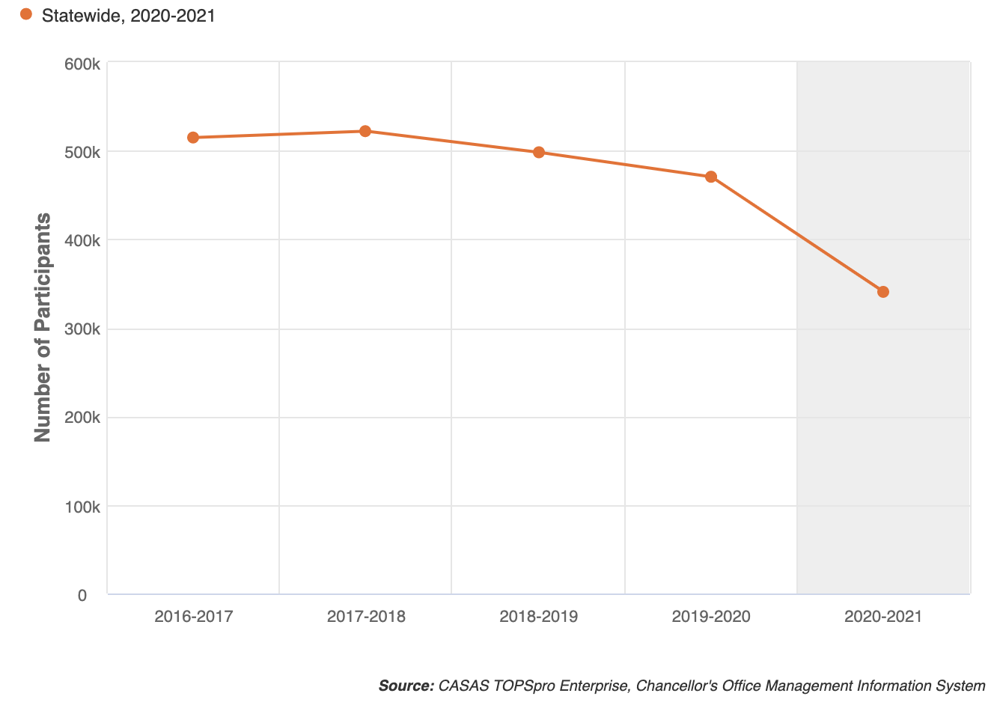 Statewide, 2020-2021
600k
500k
400k
300k
200k
100k
0
Number of Participants
2016-2017 2017-2018 2018-2019 2019-2020 2020-2021
Source: CASAS TOPSpro Enterprise, Chancellor's Office Management Information System